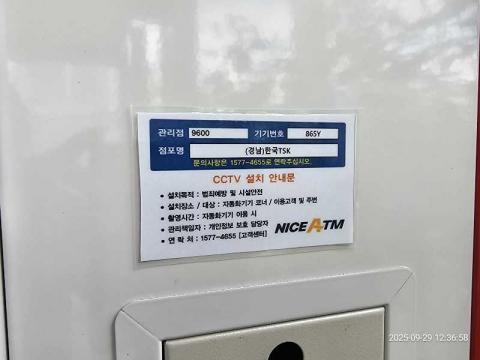 관리점 9600 기기번호 865Y
점포명 (경남)한국TSK
문의사항은 1577-4655로 연락주십시오.
CCTV 설치 안내문
• 설치목적 : 범죄예방 및 시설안전
• 설치장소 / 대상 : 자동화기기 코너 / 이용고객 및 주변
• 촬영시간 : 자동화기기 이용 시
• 관리책임자 : 개인정보 보호 담당자
• 연 락 처 : 1577-4655 [고객센터]
NICE ATM
2025-09-29 12:36:58